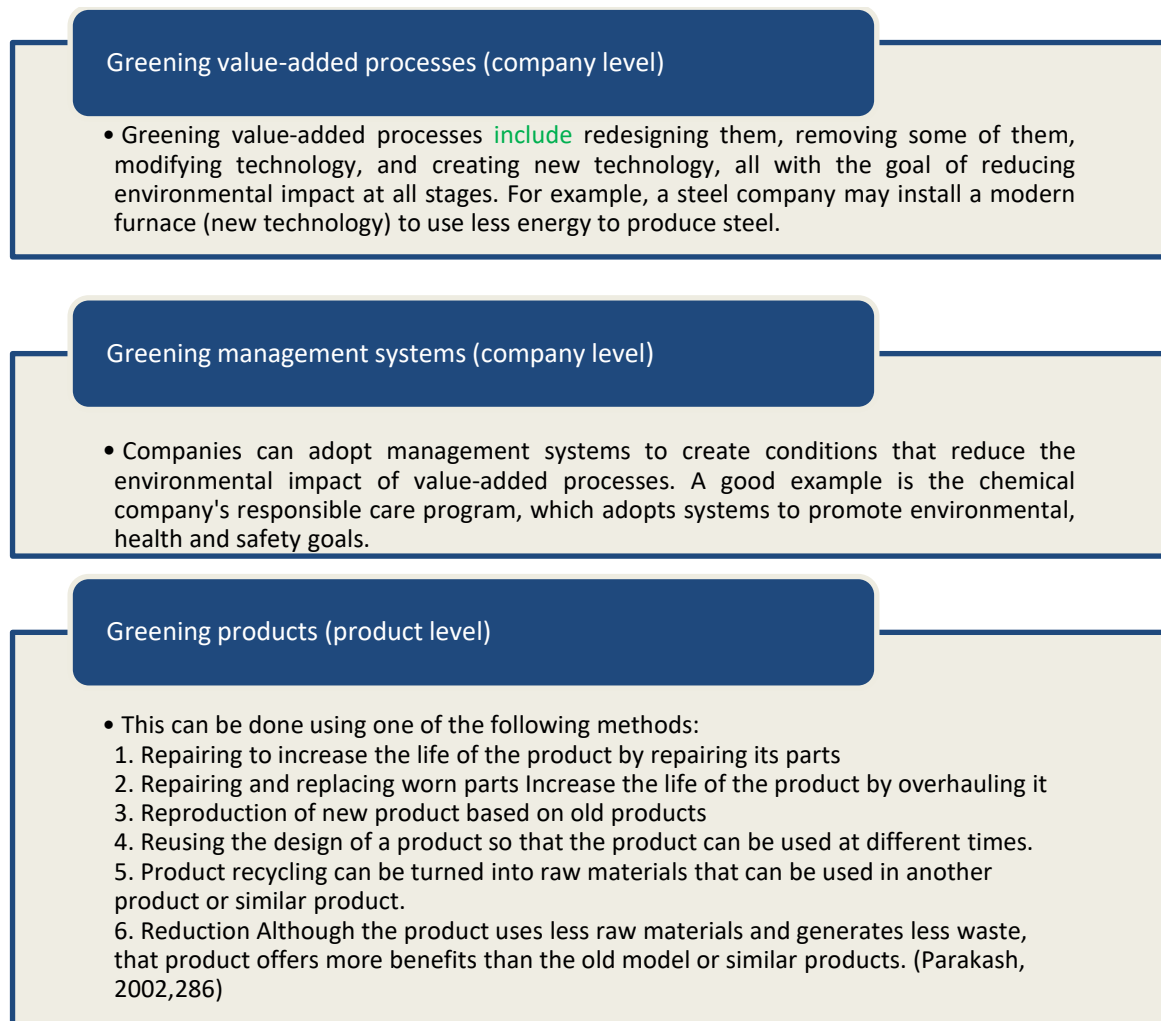 Greening value-added processes (company level)
• Greening value-added processes include redesigning them, removing some of them,
modifying technology, and creating new technology, all with the goal of reducing
environmental impact at all stages. For example, a steel company may install a modern
furnace (new technology) to use less energy to produce steel.
Greening management systems (company level)
• Companies can adopt management systems to create conditions that reduce the
environmental impact of value-added processes. A good example is the chemical
company's responsible care program, which adopts systems to promote environmental,
health and safety goals.
Greening products (product level)
• This can be done using one of the following methods:
1. Repairing to increase the life of the product by repairing its parts
2. Repairing and replacing worn parts Increase the life of the product by overhauling it
3. Reproduction of new product based on old products
4. Reusing the design of a product so that the product can be used at different times.
5. Product recycling can be turned into raw materials that can be used in another
product or similar product.
6. Reduction Although the product uses less raw materials and generates less waste,
that product offers more benefits than the old model or similar products. (Parakash,
2002,286)